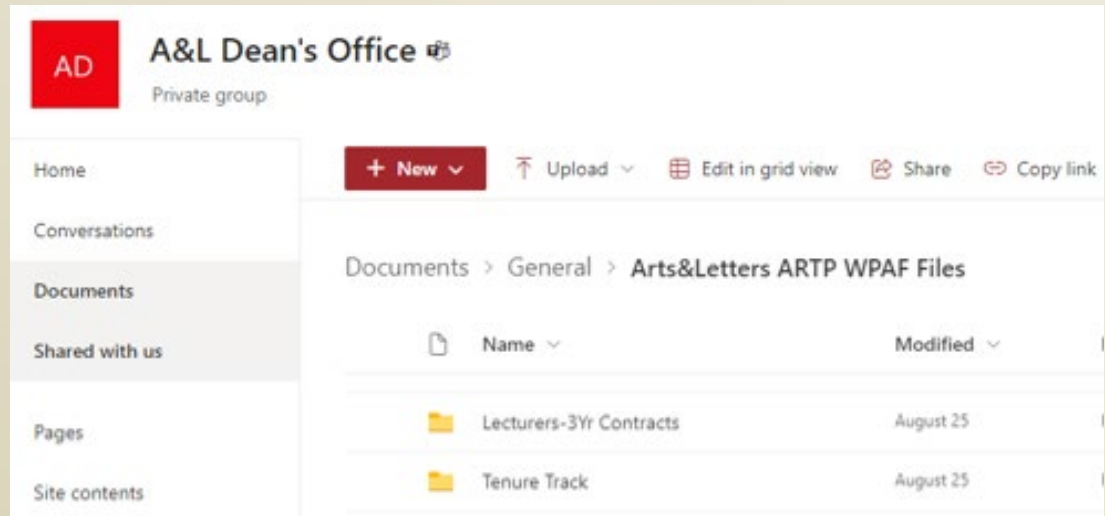 AD
A&L Dean's Office
Private group
Home
Conversations
Documents
Shared with us
Pages
Site contents
+ New
Upload
Edit in grid view
Share
Copy link
Documents > General > Arts&Letters ARTP WPAF Files
Name
Modified
Lecturers-3Yr Contracts
August 25
Tenure Track
August 25